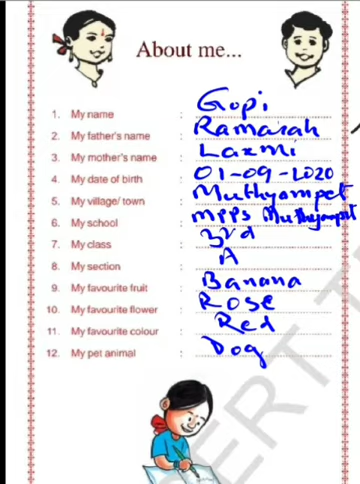 About me...
1. My name : Gopi
2. My father's name : Ramaiah
3. My mother's name : Laxmi
4. My date of birth : 01-09-2020
5. My village/ town : Muthyampet
6. My school : MPPS Muthyampet
7. My class : 3rd
8. My section : A
9. My favourite fruit : Banana
10. My favourite flower : Rose
11. My favourite colour : Red
12. My pet animal : Dog